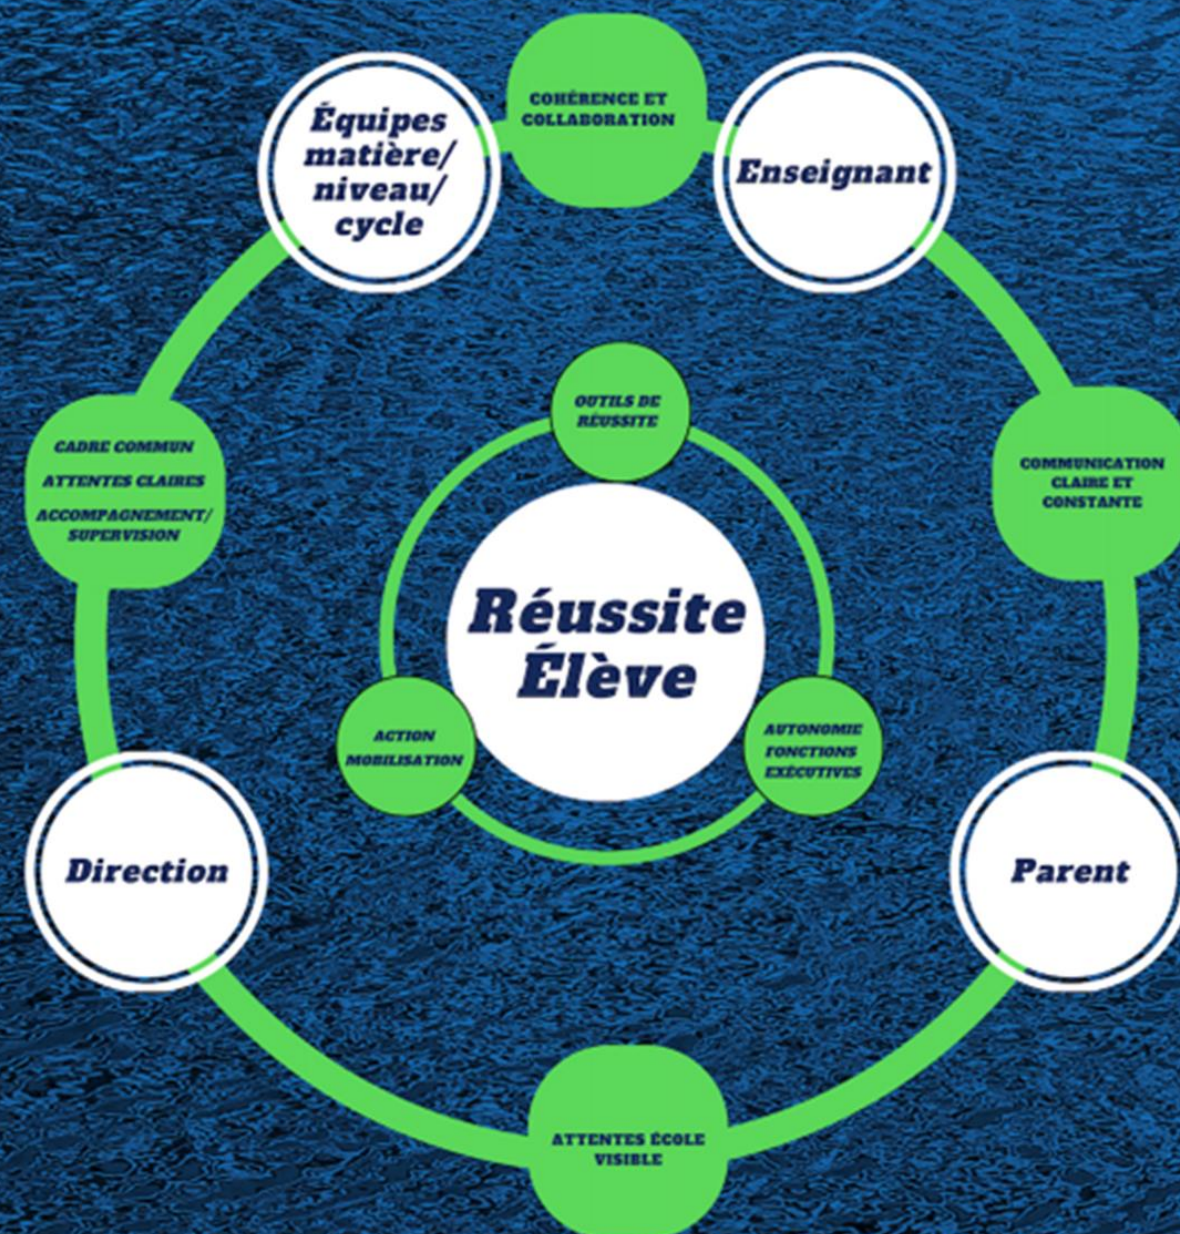 COHÉRENCE ET
COLLABORATION
Équipes
matière/
niveau/
cycle
Enseignant
OUTILS DE
RÉUSSITE
CADRE COMMUN
ATTENTES CLAIRES
ACCOMPAGNEMENT/
SUPERVISION
COMMUNICATION
CLAIRE ET
CONSTANTE
Réussite
Élève
ACTION
MOBILISATION
AUTONOMIE
FONCTIONS
EXÉCUTIVES
Direction
Parent
ATTENTES ÉCOLE
VISIBLE